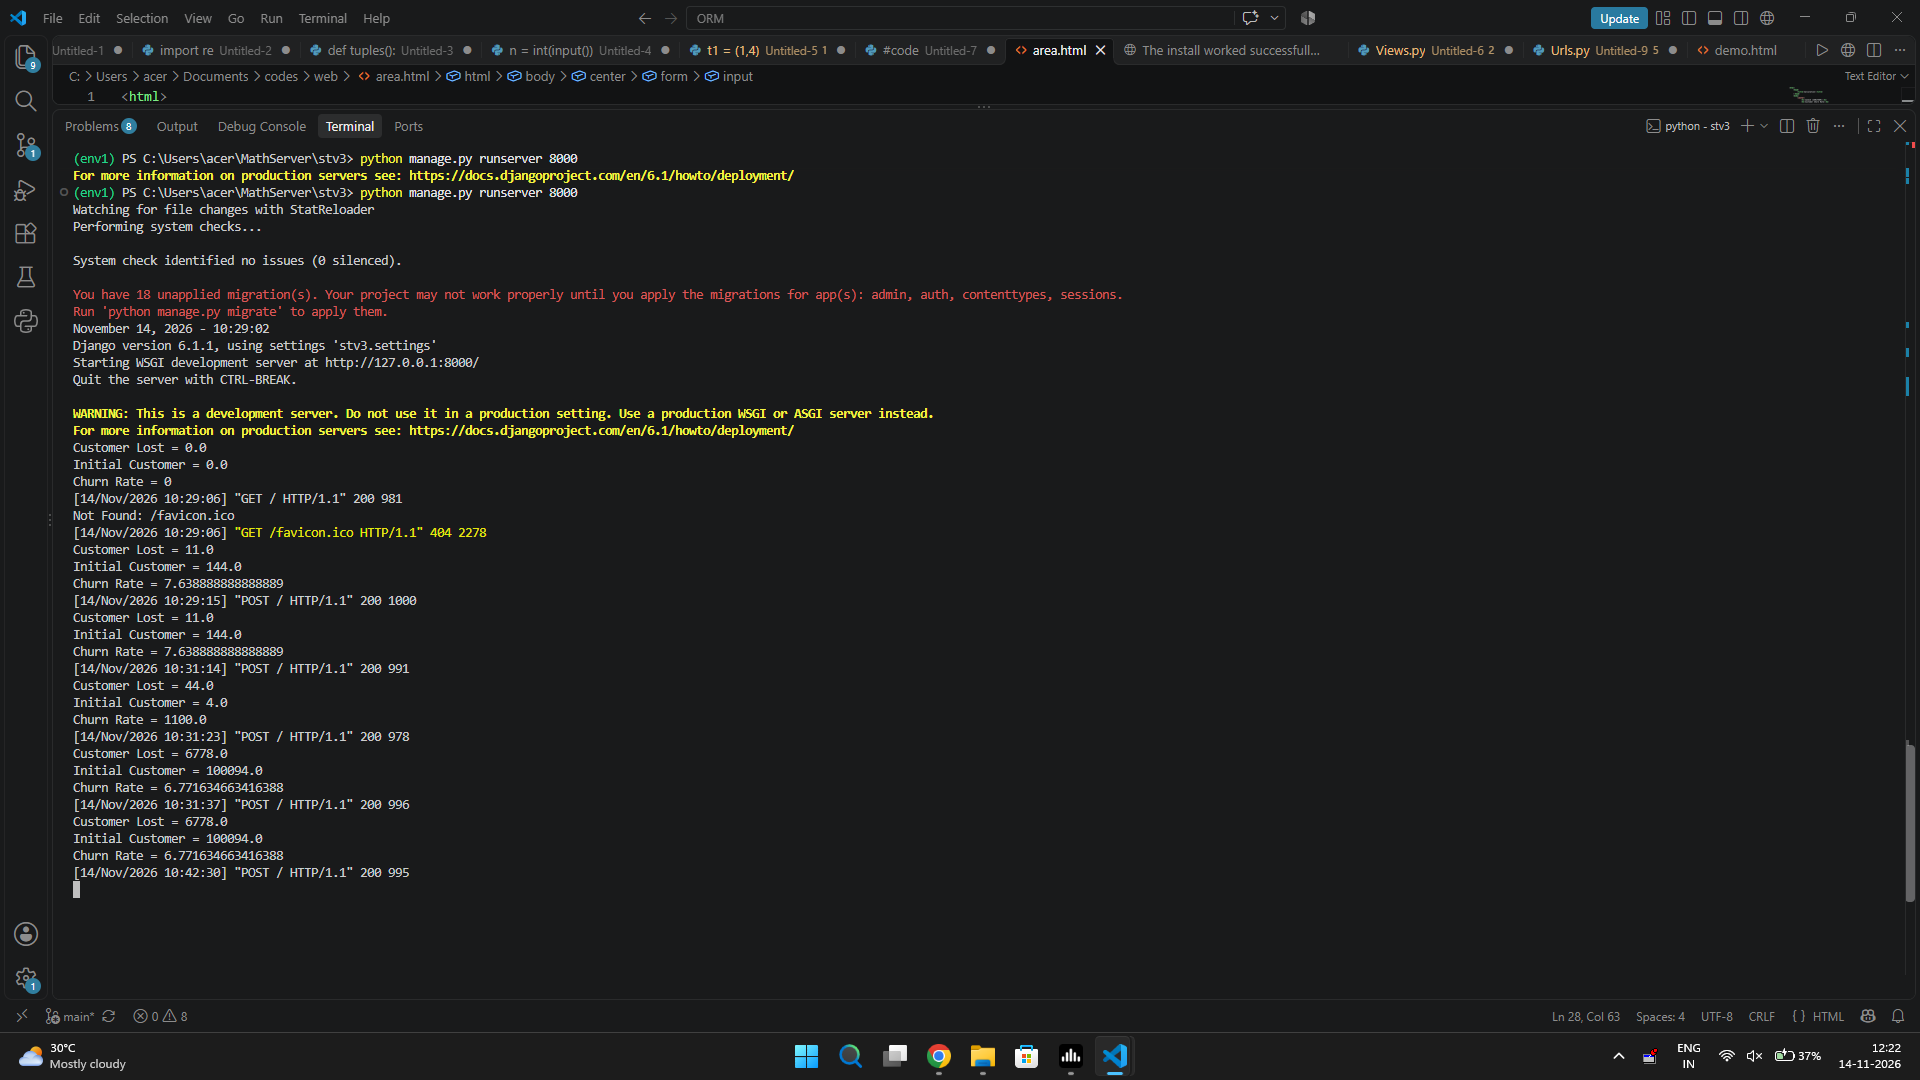 File Edit Selection View Go Run Terminal Help
ORM
Update
Untitled-1
import re Untitled-2
def tuples(): Untitled-3
n = int(input()) Untitled-4
t1 = (1,4) Untitled-5 1
#code Untitled-7
area.html
The install worked successfull...
Views.py Untitled-6 2
Urls.py Untitled-9 5
demo.html
C: > Users > acer > Documents > codes > web > area.html > html > body > center > form > input
Text Editor
1 <html>
Problems 8 Output Debug Console Terminal Ports
python - stv3
(env1) PS C:\Users\acer\MathServer\stv3> python manage.py runserver 8000
For more information on production servers see: https://docs.djangoproject.com/en/6.1/howto/deployment/
(env1) PS C:\Users\acer\MathServer\stv3> python manage.py runserver 8000
Watching for file changes with StatReloader
Performing system checks...
System check identified no issues (0 silenced).
You have 18 unapplied migration(s). Your project may not work properly until you apply the migrations for app(s): admin, auth, contenttypes, sessions.
Run 'python manage.py migrate' to apply them.
November 14, 2026 - 10:29:02
Django version 6.1.1, using settings 'stv3.settings'
Starting WSGI development server at http://127.0.0.1:8000/
Quit the server with CTRL-BREAK.
WARNING: This is a development server. Do not use it in a production setting. Use a production WSGI or ASGI server instead.
For more information on production servers see: https://docs.djangoproject.com/en/6.1/howto/deployment/
Customer Lost = 0.0
Initial Customer = 0.0
Churn Rate = 0
[14/Nov/2026 10:29:06] "GET / HTTP/1.1" 200 981
Not Found: /favicon.ico
[14/Nov/2026 10:29:06] "GET /favicon.ico HTTP/1.1" 404 2278
Customer Lost = 11.0
Initial Customer = 144.0
Churn Rate = 7.638888888888889
[14/Nov/2026 10:29:15] "POST / HTTP/1.1" 200 1000
Customer Lost = 11.0
Initial Customer = 144.0
Churn Rate = 7.638888888888889
[14/Nov/2026 10:31:14] "POST / HTTP/1.1" 200 991
Customer Lost = 44.0
Initial Customer = 4.0
Churn Rate = 1100.0
[14/Nov/2026 10:31:23] "POST / HTTP/1.1" 200 978
Customer Lost = 6778.0
Initial Customer = 100094.0
Churn Rate = 6.771634663416388
[14/Nov/2026 10:31:37] "POST / HTTP/1.1" 200 996
Customer Lost = 6778.0
Initial Customer = 100094.0
Churn Rate = 6.771634663416388
[14/Nov/2026 10:42:30] "POST / HTTP/1.1" 200 995
9
1
1
main* 0 8
Ln 28, Col 63 Spaces: 4 UTF-8 CRLF { } HTML
30°C
Mostly cloudy
ENG
IN
37%
12:22
14-11-2026